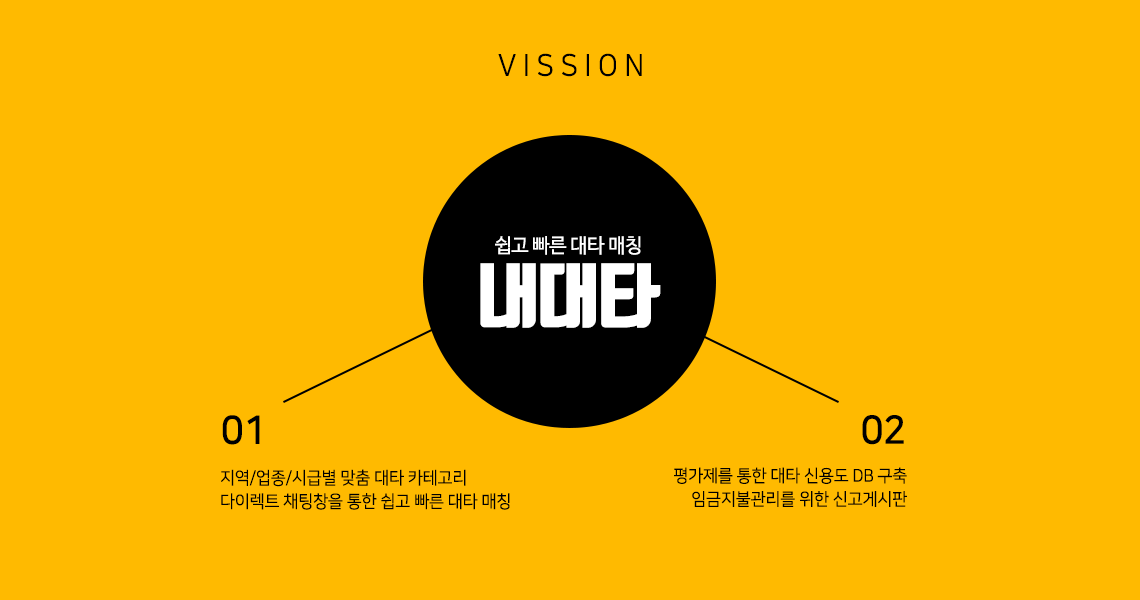 VISSION
쉽고 빠른 대타 매칭
내대타
01
지역/업종/시급별 맞춤 대타 카테고리
다이렉트 채팅창을 통한 쉽고 빠른 대타 매칭
02
평가제를 통한 대타 신용도 DB 구축
임금지불관리를 위한 신고게시판